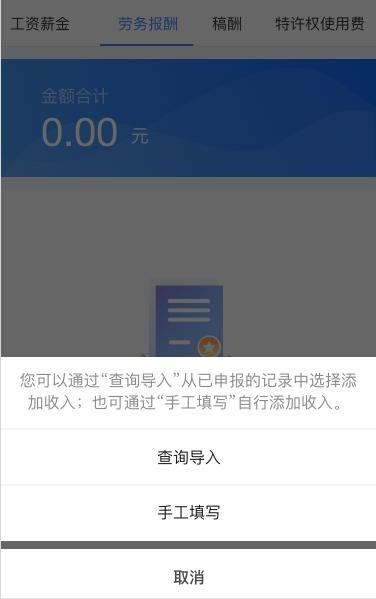 工资薪金 劳务报酬 稿酬 特许权使用费
金额合计
0.00 元
您可以通过“查询导入”从已申报的记录中选择添
加收入；也可通过“手工填写”自行添加收入。
查询导入
手工填写
取消